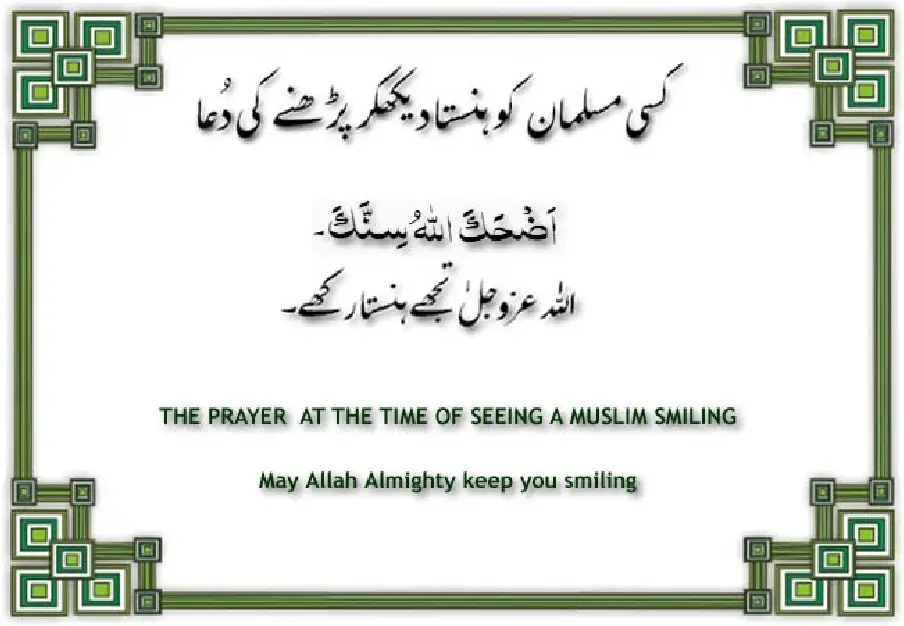 کسی مسلمان کو ہنستا دیکھکر پڑھنے کی دُعا
اَضْحَكَ اللّٰهُ سِنَّكَ۔
اللہ عزوجل تجھے ہنستا رکھے۔
THE PRAYER AT THE TIME OF SEEING A MUSLIM SMILING
May Allah Almighty keep you smiling